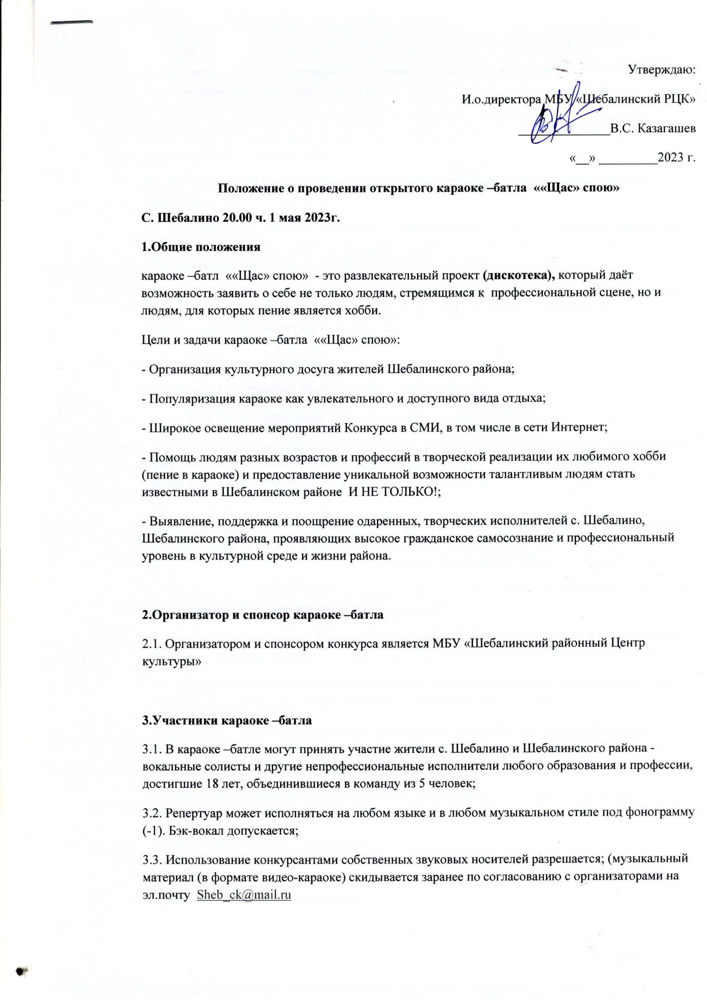 Утверждаю:
И.о.директора МБУ «Шебалинский РЦК»
______________В.С. Казагашев
«__» _________2023 г.
Положение о проведении открытого караоке –батла ««Щас» спою»
С. Шебалино 20.00 ч. 1 мая 2023г.
1.Общие положения
караоке –батл ««Щас» спою» - это развлекательный проект (дискотека), который даёт
возможность заявить о себе не только людям, стремящимся к профессиональной сцене, но и
людям, для которых пение является хобби.
Цели и задачи караоке –батла ««Щас» спою»:
- Организация культурного досуга жителей Шебалинского района;
- Популяризация караоке как увлекательного и доступного вида отдыха;
- Широкое освещение мероприятий Конкурса в СМИ, в том числе в сети Интернет;
- Помощь людям разных возрастов и профессий в творческой реализации их любимого хобби
(пение в караоке) и предоставление уникальной возможности талантливым людям стать
известными в Шебалинском районе И НЕ ТОЛЬКО!;
- Выявление, поддержка и поощрение одаренных, творческих исполнителей с. Шебалино,
Шебалинского района, проявляющих высокое гражданское самосознание и профессиональный
уровень в культурной среде и жизни района.
2.Организатор и спонсор караоке –батла
2.1. Организатором и спонсором конкурса является МБУ «Шебалинский районный Центр
культуры»
3.Участники караоке –батла
3.1. В караоке –батле могут принять участие жители с. Шебалино и Шебалинского района -
вокальные солисты и другие непрофессиональные исполнители любого образования и профессии,
достигшие 18 лет, объединившиеся в команду из 5 человек;
3.2. Репертуар может исполняться на любом языке и в любом музыкальном стиле под фонограмму
(-1). Бэк-вокал допускается;
3.3. Использование конкурсантами собственных звуковых носителей разрешается; (музыкальный
материал (в формате видео-караоке) скидывается заранее по согласованию с организаторами на
эл.почту Sheb_ck@mail.ru